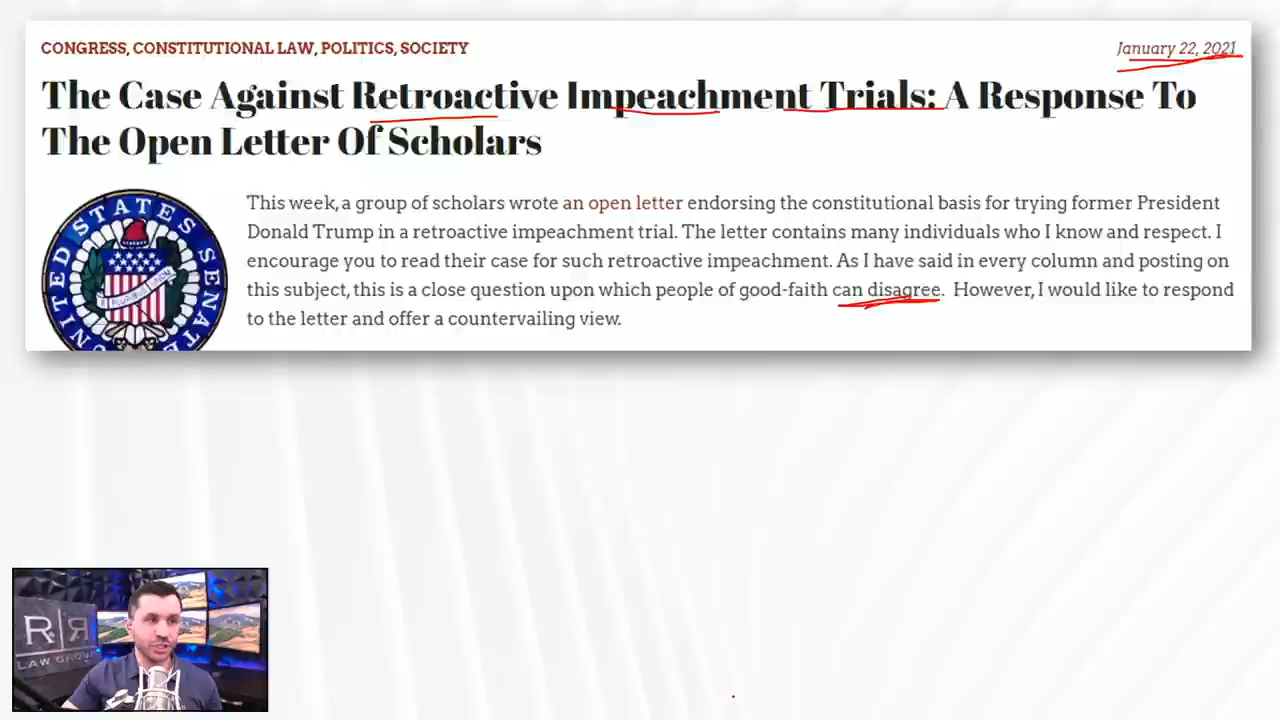 CONGRESS, CONSTITUTIONAL LAW, POLITICS, SOCIETY
January 22, 2021
The Case Against Retroactive Impeachment Trials: A Response To
The Open Letter Of Scholars
This week, a group of scholars wrote an open letter endorsing the constitutional basis for trying former President
Donald Trump in a retroactive impeachment trial. The letter contains many individuals who I know and respect. I
encourage you to read their case for such retroactive impeachment. As I have said in every column and posting on
this subject, this is a close question upon which people of good-faith can disagree. However, I would like to respond
to the letter and offer a countervailing view.
UNITED STATES SENATE
R|R
LAW GROUP